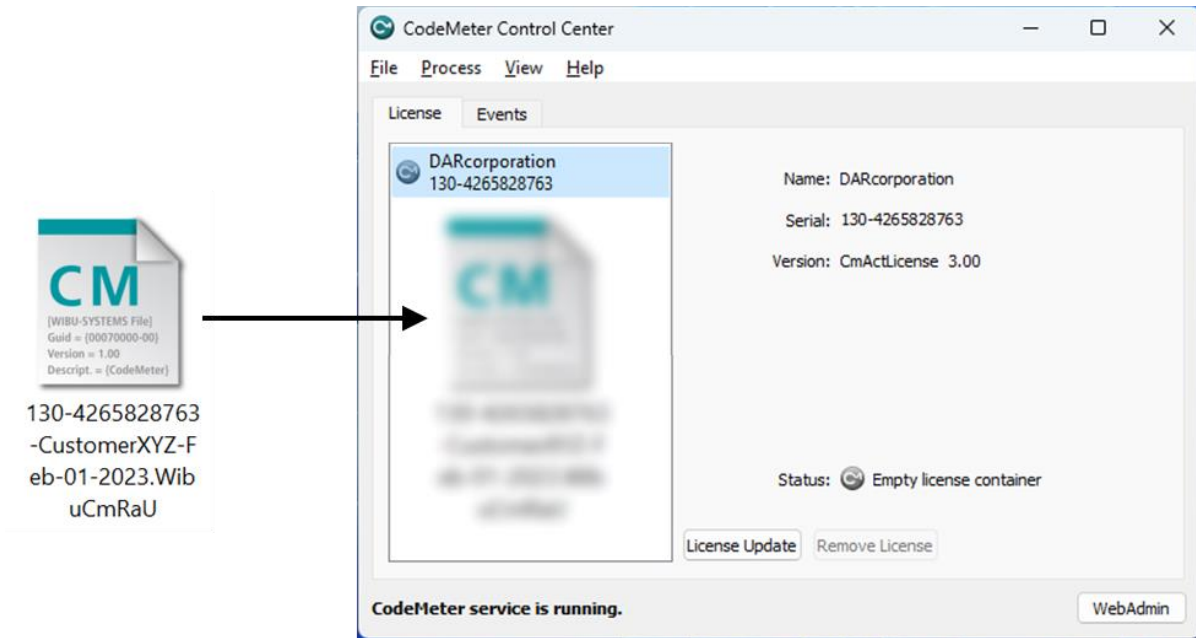 CodeMeter Control Center
File Process View Help
License Events
DARcorporation
130-4265828763
Name: DARcorporation
Serial: 130-4265828763
Version: CmActLicense 3.00
CM
[WIBU-SYSTEMS File]
Guid = {00070000-00}
Version = 1.00
Descript. = {CodeMeter}
130-4265828763
-CustomerXYZ-F
eb-01-2023.Wib
uCmRaU
Status: Empty license container
License Update Remove License
CodeMeter service is running.
WebAdmin